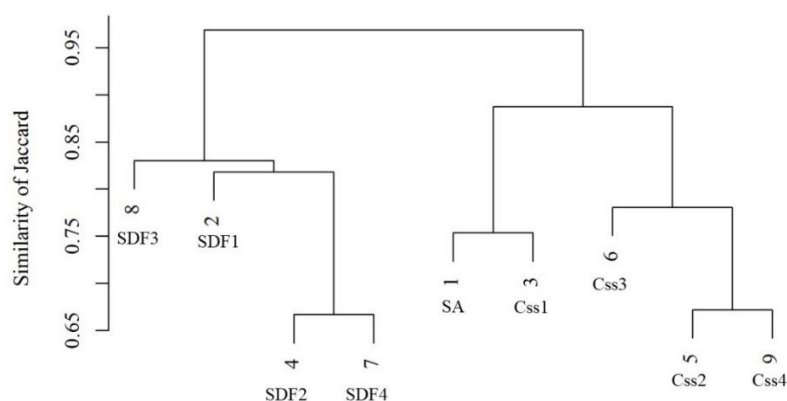 Similarity of Jaccard
0.95
0.85
0.75
0.65
8
SDF3
2
SDF1
4
SDF2
7
SDF4
1
SA
3
Css1
6
Css3
5
Css2
9
Css4